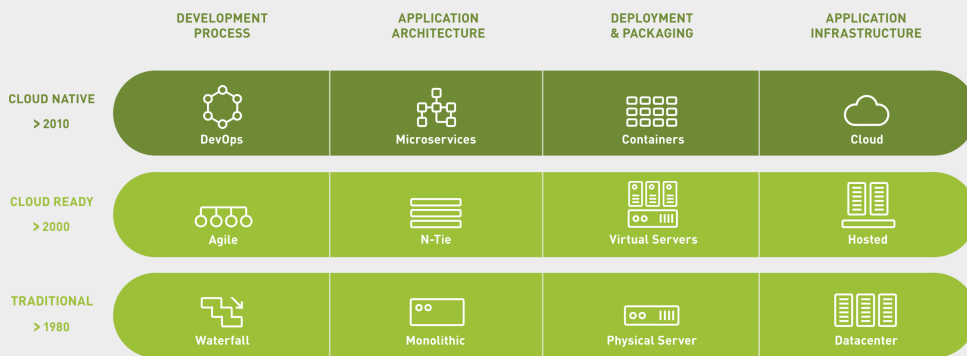 DEVELOPMENT
PROCESS
APPLICATION
ARCHITECTURE
DEPLOYMENT
& PACKAGING
APPLICATION
INFRASTRUCTURE
CLOUD NATIVE
> 2010
DevOps
Microservices
Containers
Cloud
CLOUD READY
> 2000
Agile
N-Tie
Virtual Servers
Hosted
TRADITIONAL
> 1980
Waterfall
Monolithic
Physical Server
Datacenter